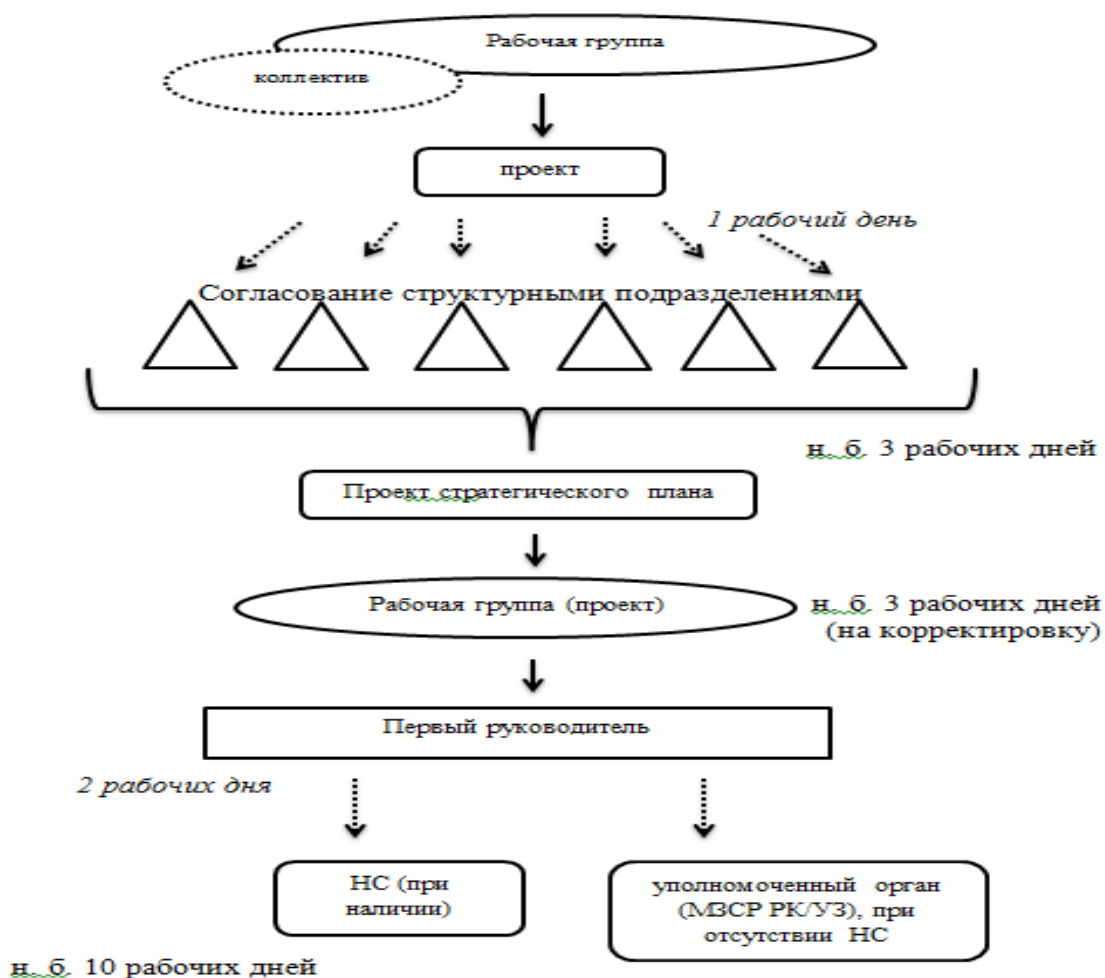 Рабочая группа
коллектив
проект
1 рабочий день
Согласование структурными подразделениями
н. б. 3 рабочих дней
Проект стратегического плана
Рабочая группа (проект)
н. б. 3 рабочих дней
(на корректировку)
Первый руководитель
2 рабочих дня
НС (при
наличии)
уполномоченный орган
(МЗСР РК/УЗ), при
отсутствии НС
н. б. 10 рабочих дней